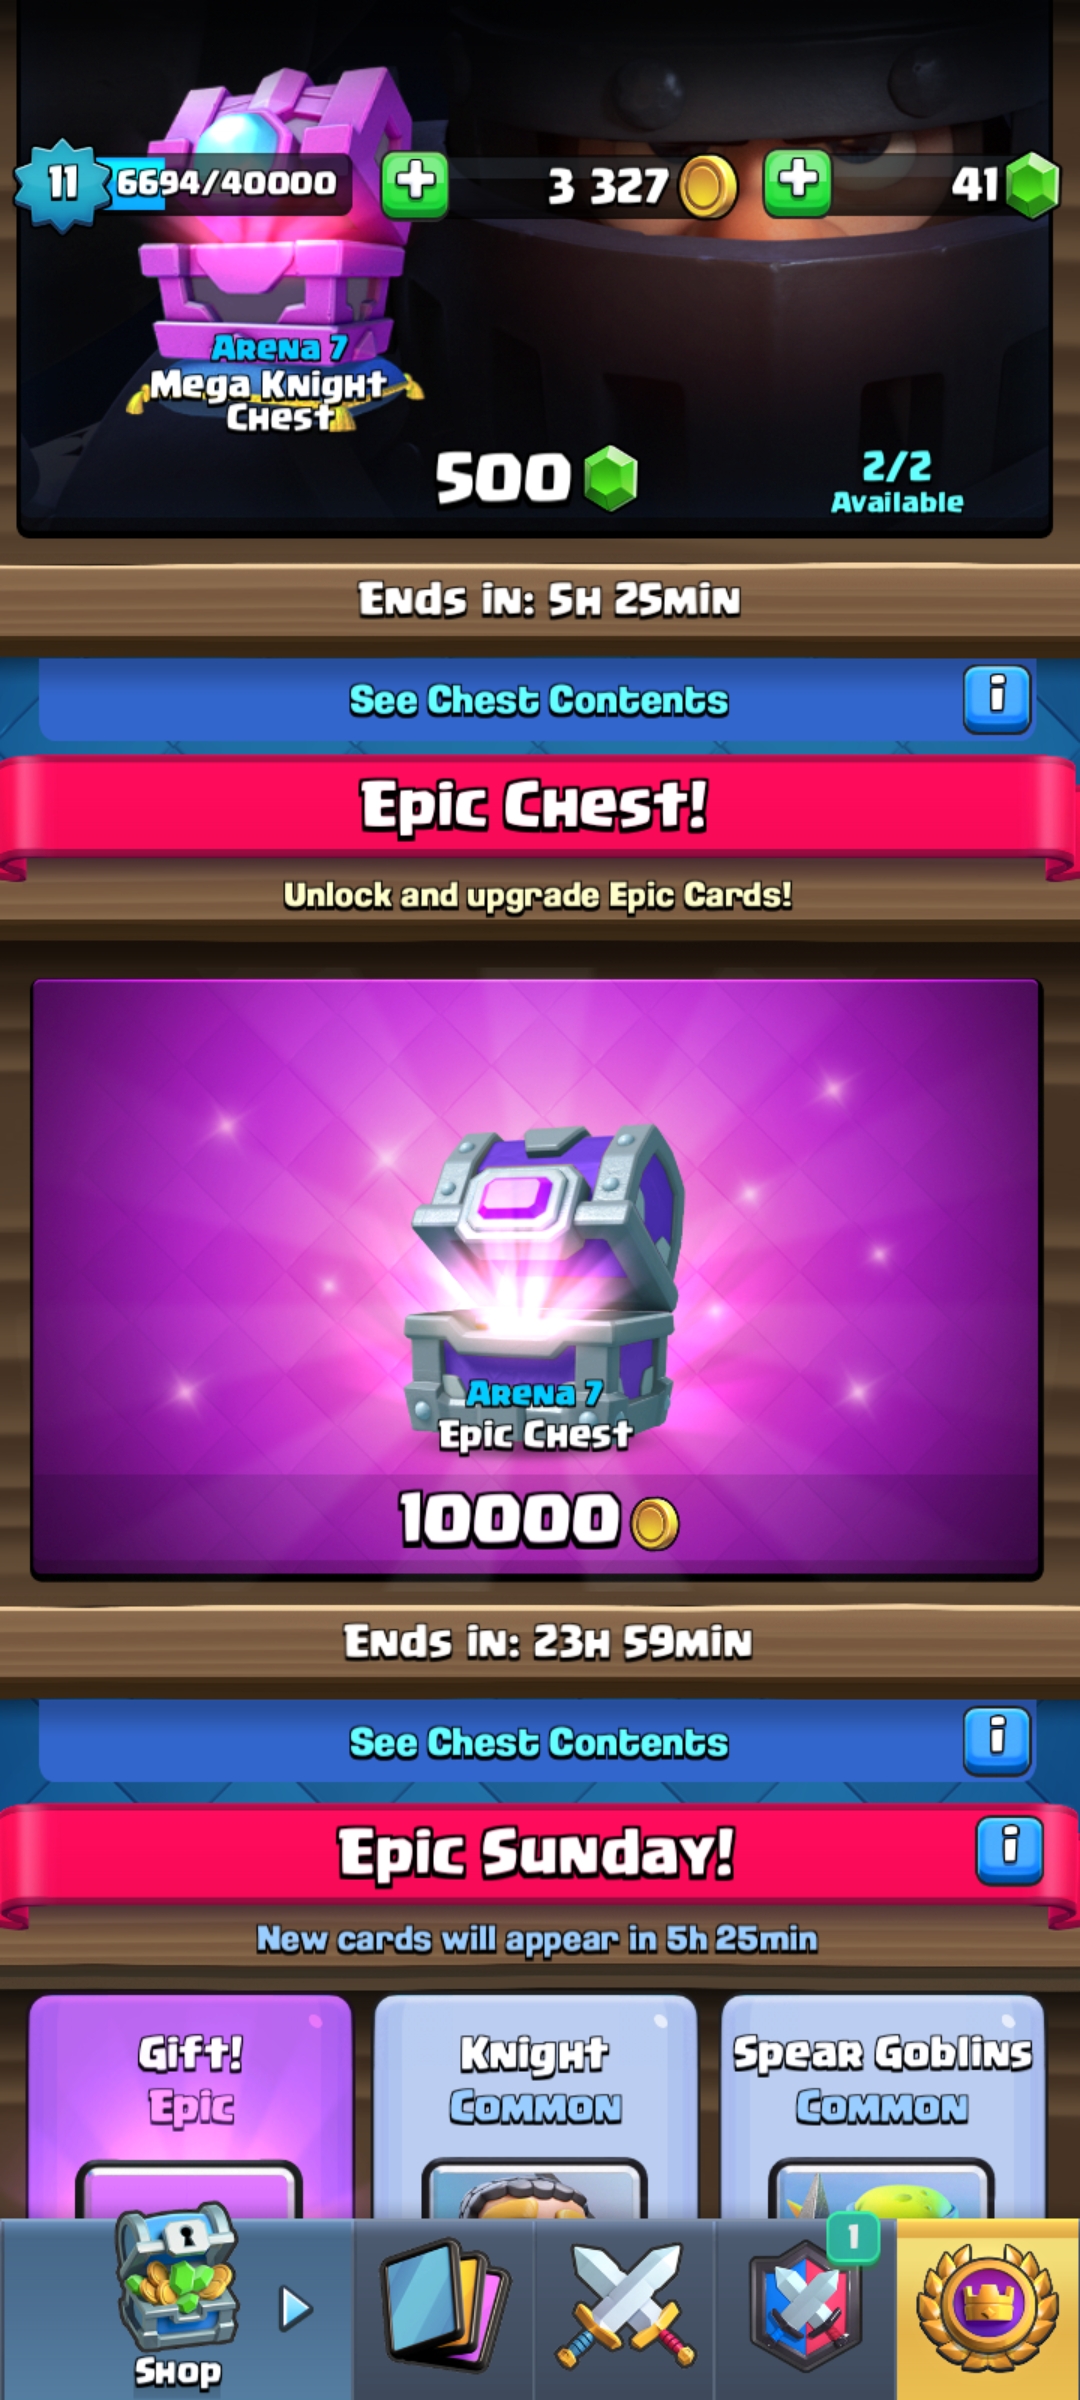 11
6694/40000
3 327
41
Arena 7
Mega Knight
Chest
500
2/2
Available
Ends in: 5h 25min
See Chest Contents
i
Epic Chest!
Unlock and upgrade Epic Cards!
Arena 7
Epic Chest
10000
Ends in: 23h 59min
See Chest Contents
i
Epic Sunday!
i
New cards will appear in 5h 25min
Gift!
Epic
Knight
Common
Spear Goblins
Common
1
Shop